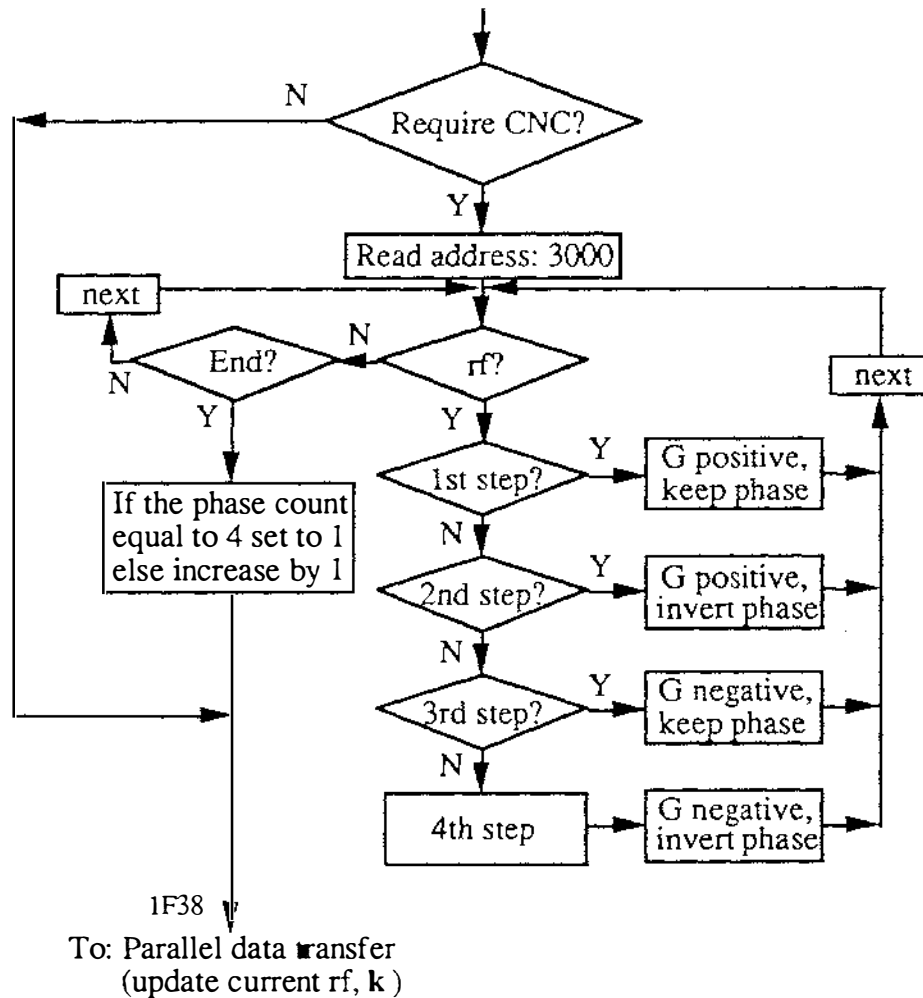 N
Require CNC?
Y
Read address: 3000
next
N
End?
rf?
N
next
Y
Y
1st step?
Y
G positive,
keep phase
If the phase count
equal to 4 set to 1
else increase by 1
N
2nd step?
Y
G positive,
invert phase
N
3rd step?
Y
G negative,
keep phase
N
4th step
G negative,
invert phase
1F38
To: Parallel data transfer
(update current rf, k )